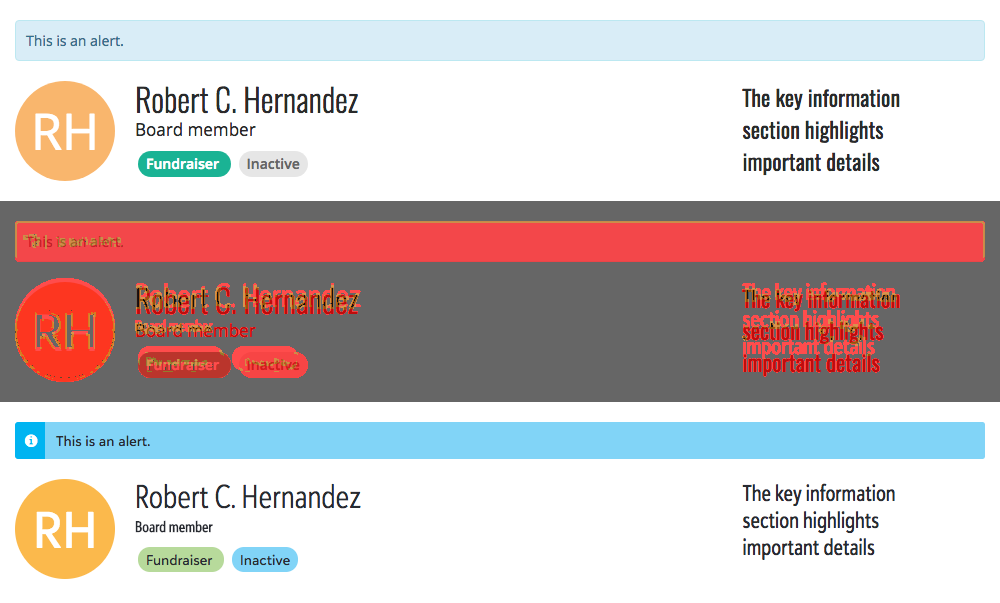 This is an alert.
RH
Robert C. Hernandez
Board member
Fundraiser Inactive
The key information
section highlights
important details
This is an alert.
RH
Robert C. Hernandez
Board member
Fundraiser Inactive
The key information
section highlights
important details
This is an alert.
RH
Robert C. Hernandez
Board member
Fundraiser Inactive
The key information
section highlights
important details